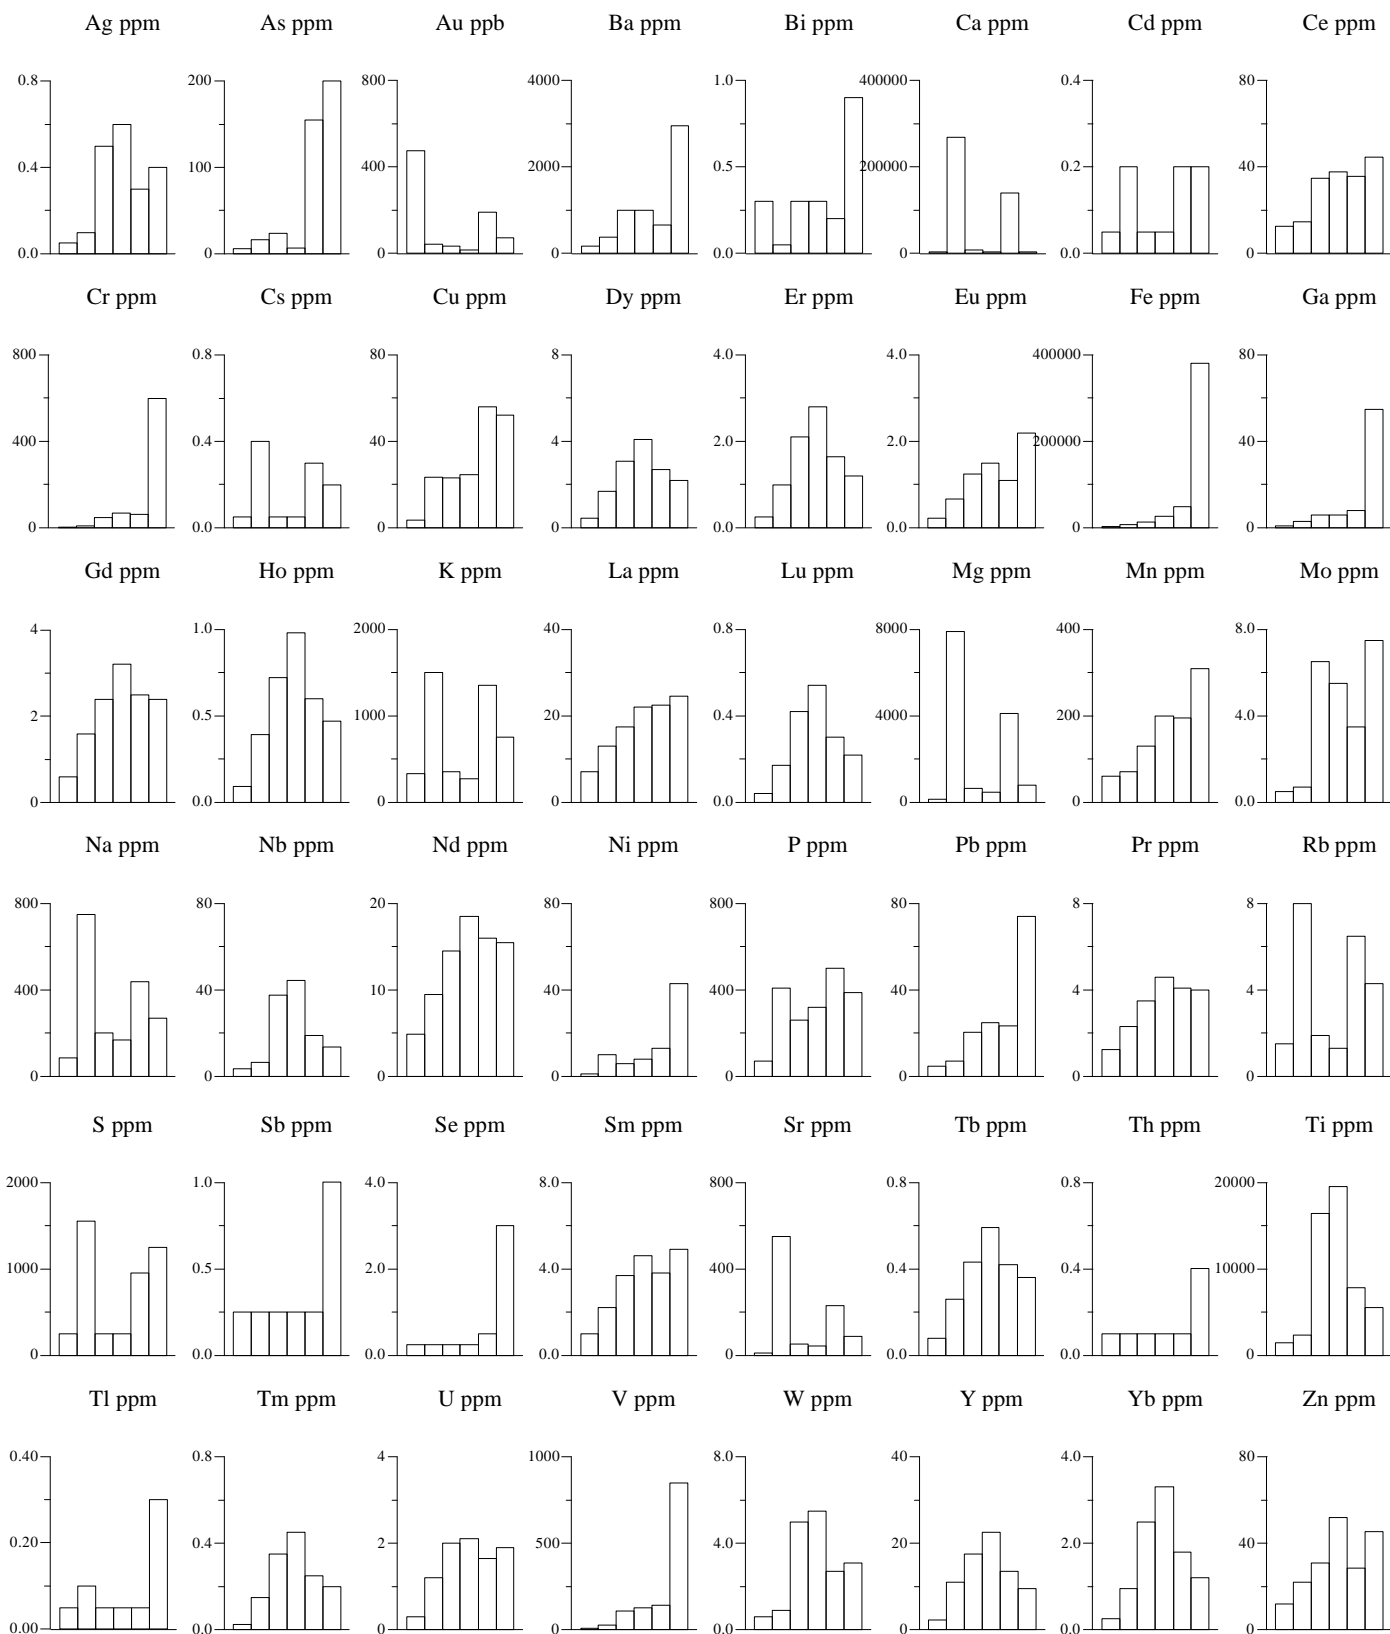 Ag ppm As ppm Au ppb Ba ppm Bi ppm Ca ppm Cd ppm Ce ppm
0.8 200 800 4000 1.0 400000 0.4 80
0.4 100 400 2000 0.5 200000 0.2 40
0.0 0 0 0 0.0 0 0.0 0
Cr ppm Cs ppm Cu ppm Dy ppm Er ppm Eu ppm Fe ppm Ga ppm
800 0.8 80 8 4.0 4.0 400000 80
400 0.4 40 4 2.0 2.0 200000 40
0 0.0 0 0 0.0 0.0 0 0
Gd ppm Ho ppm K ppm La ppm Lu ppm Mg ppm Mn ppm Mo ppm
4 1.0 2000 40 0.8 8000 400 8.0
2 0.5 1000 20 0.4 4000 200 4.0
0 0.0 0 0 0.0 0 0 0.0
Na ppm Nb ppm Nd ppm Ni ppm P ppm Pb ppm Pr ppm Rb ppm
800 80 20 80 800 80 8 8
400 40 10 40 400 40 4 4
0 0 0 0 0 0 0 0
S ppm Sb ppm Se ppm Sm ppm Sr ppm Tb ppm Th ppm Ti ppm
2000 1.0 4.0 8.0 800 0.8 0.8 20000
1000 0.5 2.0 4.0 400 0.4 0.4 10000
0 0.0 0.0 0.0 0 0.0 0.0 0
Tl ppm Tm ppm U ppm V ppm W ppm Y ppm Yb ppm Zn ppm
0.40 0.8 4 1000 8.0 40 4.0 80
0.20 0.4 2 500 4.0 20 2.0 40
0.00 0.0 0 0 0.0 0 0.0 0